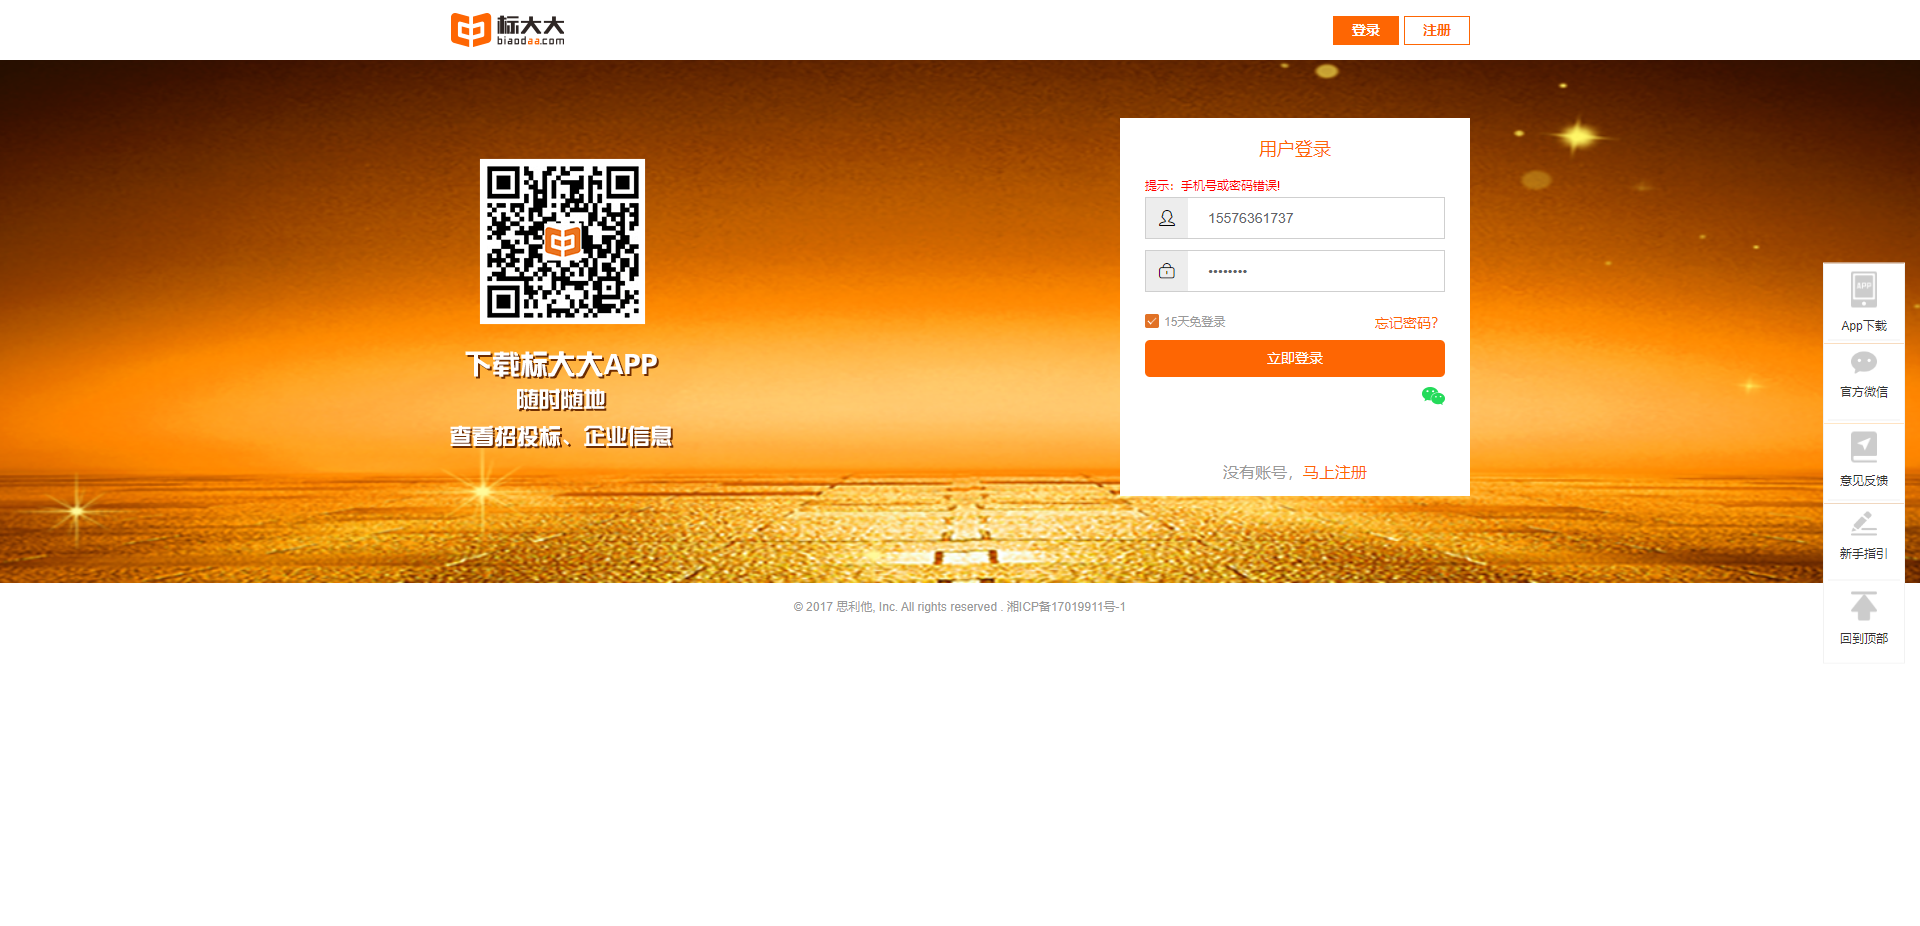 标大大
biaodaa.com
登录
注册
用户登录
提示：手机号或密码错误!
15576361737
••••••••
15天免登录
忘记密码?
立即登录
没有账号，马上注册
下载标大大APP
随时随地
查看招投标、企业信息
APP
App下载
官方微信
意见反馈
新手指引
回到顶部
© 2017 思利他, Inc. All rights reserved . 湘ICP备17019911号-1